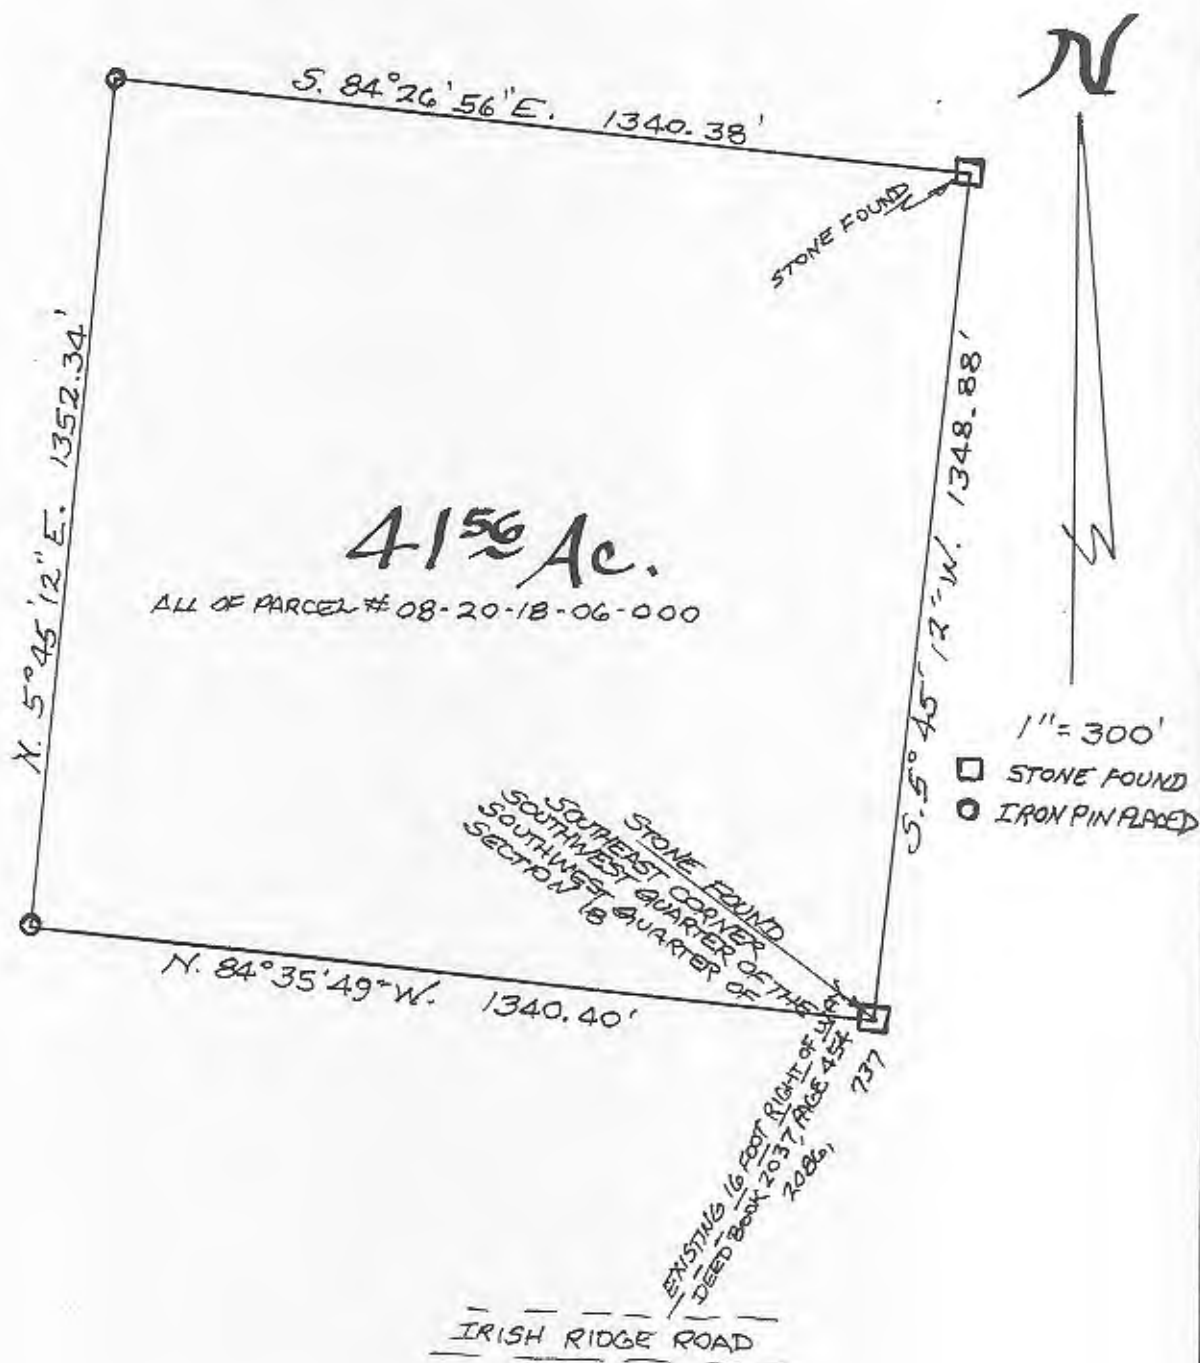 N
S. 84°26'56"E. 1340.38'
STONE FOUND
N. 5°45'12"E. 1352.34'
S. 5° 45' 12"W. 1348.88'
41 56 Ac.
ALL OF PARCEL # 08-20-18-06-000
1"= 300'
STONE FOUND
IRON PIN PLACED
STONE FOUND
SOUTHEAST CORNER
SOUTHWEST QUARTER OF THE
SOUTHWEST QUARTER OF
SECTION 18
N. 84°35'49"W. 1340.40'
EXISTING 16 FOOT RIGHT OF WAY
DEED BOOK 2037, PAGE 454
2086, 737
IRISH RIDGE ROAD